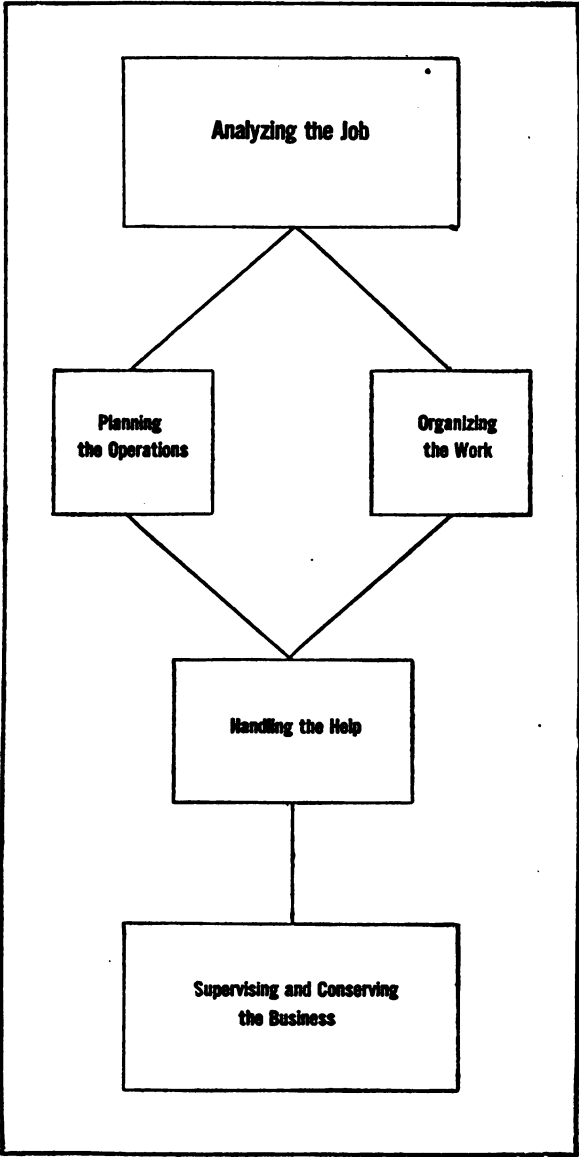 Analyzing the Job
Planning
the Operations
Organizing
the Work
Handling the Help
Supervising and Conserving
the Business